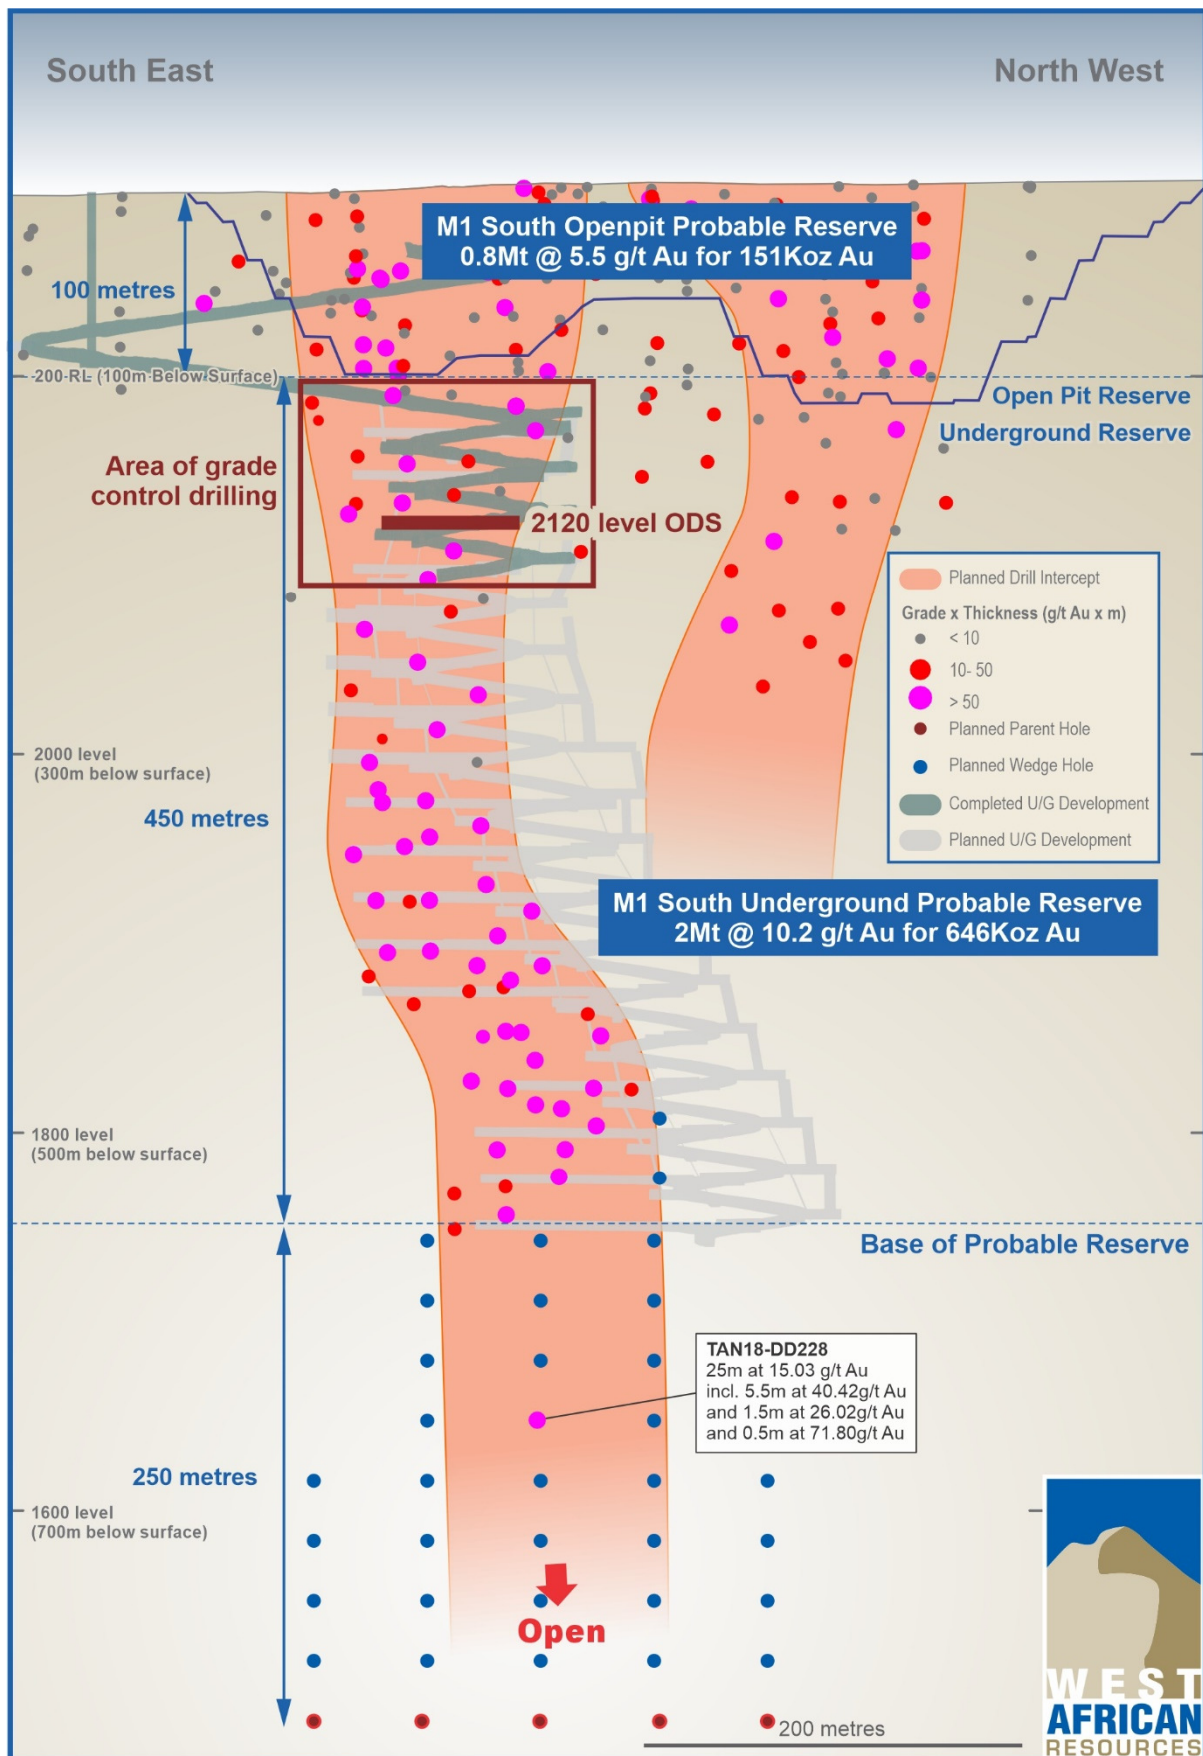 South East
North West
M1 South Openpit Probable Reserve
0.8Mt @ 5.5 g/t Au for 151Koz Au
100 metres
200 RL (100m Below Surface)
Open Pit Reserve
Underground Reserve
Area of grade
control drilling
2120 level ODS
Planned Drill Intercept
Grade x Thickness (g/t Au x m)
< 10
10- 50
> 50
Planned Parent Hole
Planned Wedge Hole
Completed U/G Development
Planned U/G Development
2000 level
(300m below surface)
450 metres
M1 South Underground Probable Reserve
2Mt @ 10.2 g/t Au for 646Koz Au
1800 level
(500m below surface)
Base of Probable Reserve
TAN18-DD228
25m at 15.03 g/t Au
incl. 5.5m at 40.42g/t Au
and 1.5m at 26.02g/t Au
and 0.5m at 71.80g/t Au
250 metres
1600 level
(700m below surface)
Open
200 metres
WEST
AFRICAN
RESOURCES